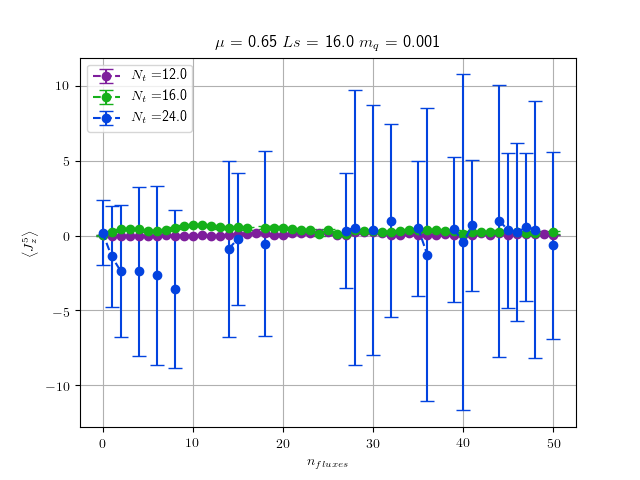 μ = 0.65 Ls = 16.0 m_q = 0.001
N_t =12.0
N_t =16.0
N_t =24.0
10
5
0
−5
−10
⟨J_z^5⟩
0 10 20 30 40 50
n_fluxes